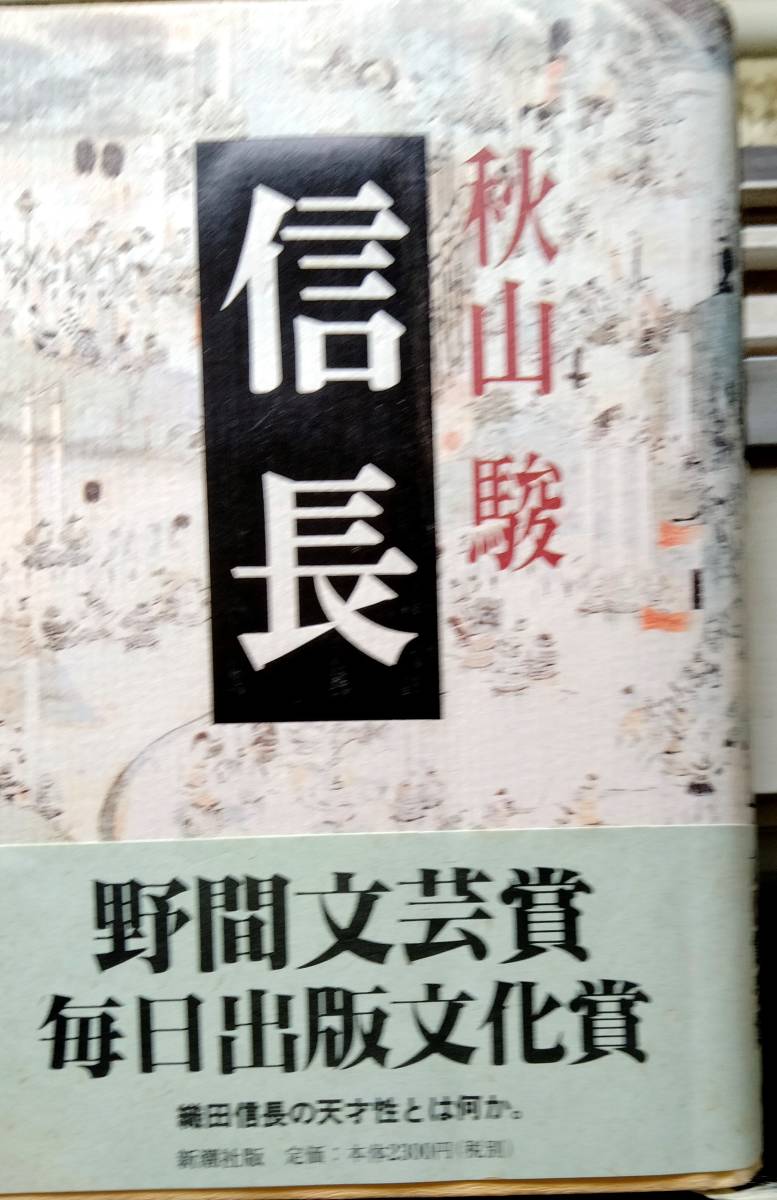 秋山 駿
信長
野間文芸賞
毎日出版文化賞
織田信長の天才性とは何か。
新潮社版 定価:本体2300円(税別)